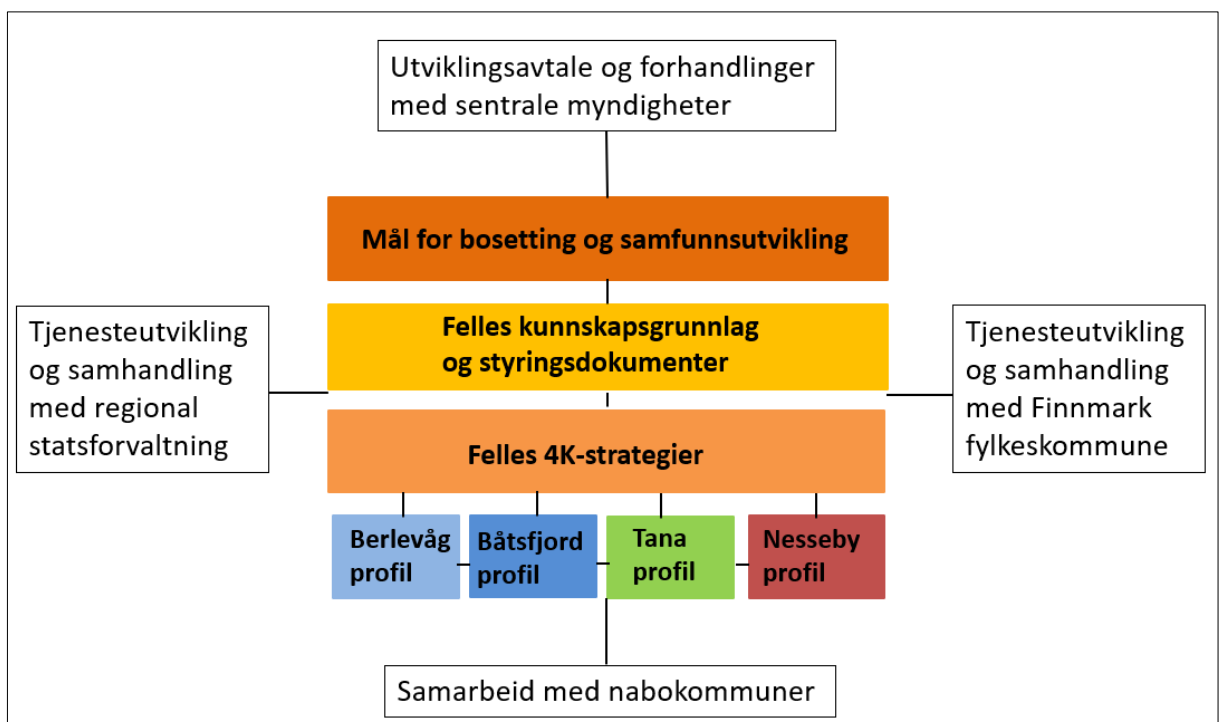 Utviklingsavtale og forhandlinger
med sentrale myndigheter
Mål for bosetting og samfunnsutvikling
Tjenesteutvikling
og samhandling
med regional
statsforvaltning
Felles kunnskapsgrunnlag
og styringsdokumenter
Tjenesteutvikling
og samhandling
med Finnmark
fylkeskommune
Felles 4K-strategier
Berlevåg
profil
Båtsfjord
profil
Tana
profil
Nesseby
profil
Samarbeid med nabokommuner